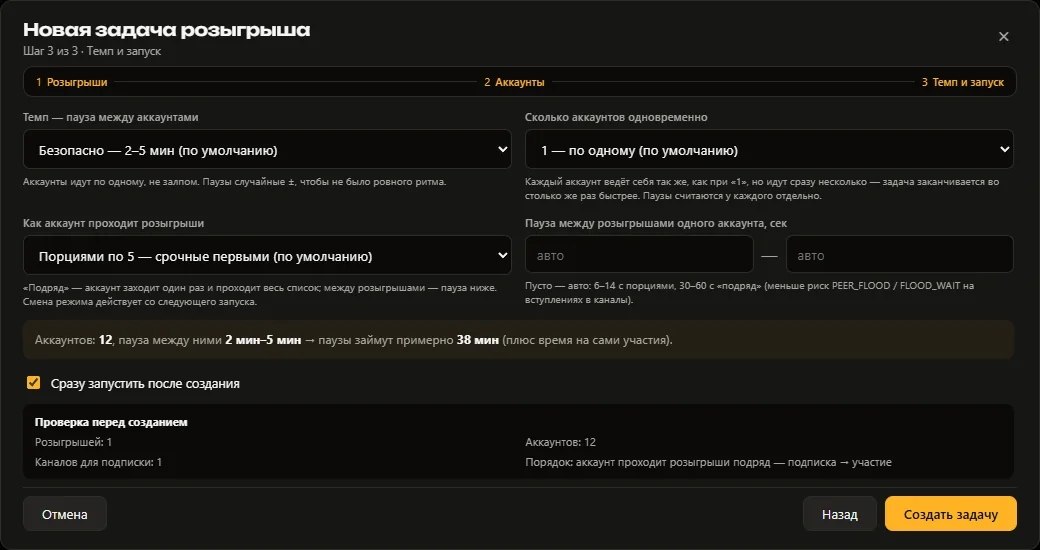 Новая задача розыгрыша
Шаг 3 из 3 · Темп и запуск
1 Розыгрыши
2 Аккаунты
3 Темп и запуск
Темп — пауза между аккаунтами
Безопасно — 2–5 мин (по умолчанию)
Аккаунты идут по одному, не залпом. Паузы случайные ±, чтобы не было ровного ритма.
Сколько аккаунтов одновременно
1 — по одному (по умолчанию)
Каждый аккаунт ведёт себя так же, как при «1», но идут сразу несколько — задача заканчивается во
столько же раз быстрее. Паузы считаются у каждого отдельно.
Как аккаунт проходит розыгрыши
Порциями по 5 — срочные первыми (по умолчанию)
«Подряд» — аккаунт заходит один раз и проходит весь список; между розыгрышами — пауза ниже.
Смена режима действует со следующего запуска.
Пауза между розыгрышами одного аккаунта, сек
авто — авто
Пусто — авто: 6–14 с порциями, 30–60 с «подряд» (меньше риск PEER_FLOOD / FLOOD_WAIT на
вступлениях в каналы).
Аккаунтов: 12, пауза между ними 2 мин–5 мин → паузы займут примерно 38 мин (плюс время на сами участия).
Сразу запустить после создания
Проверка перед созданием
Розыгрышей: 1
Аккаунтов: 12
Каналов для подписки: 1
Порядок: аккаунт проходит розыгрыши подряд — подписка → участие
Отмена
Назад
Создать задачу